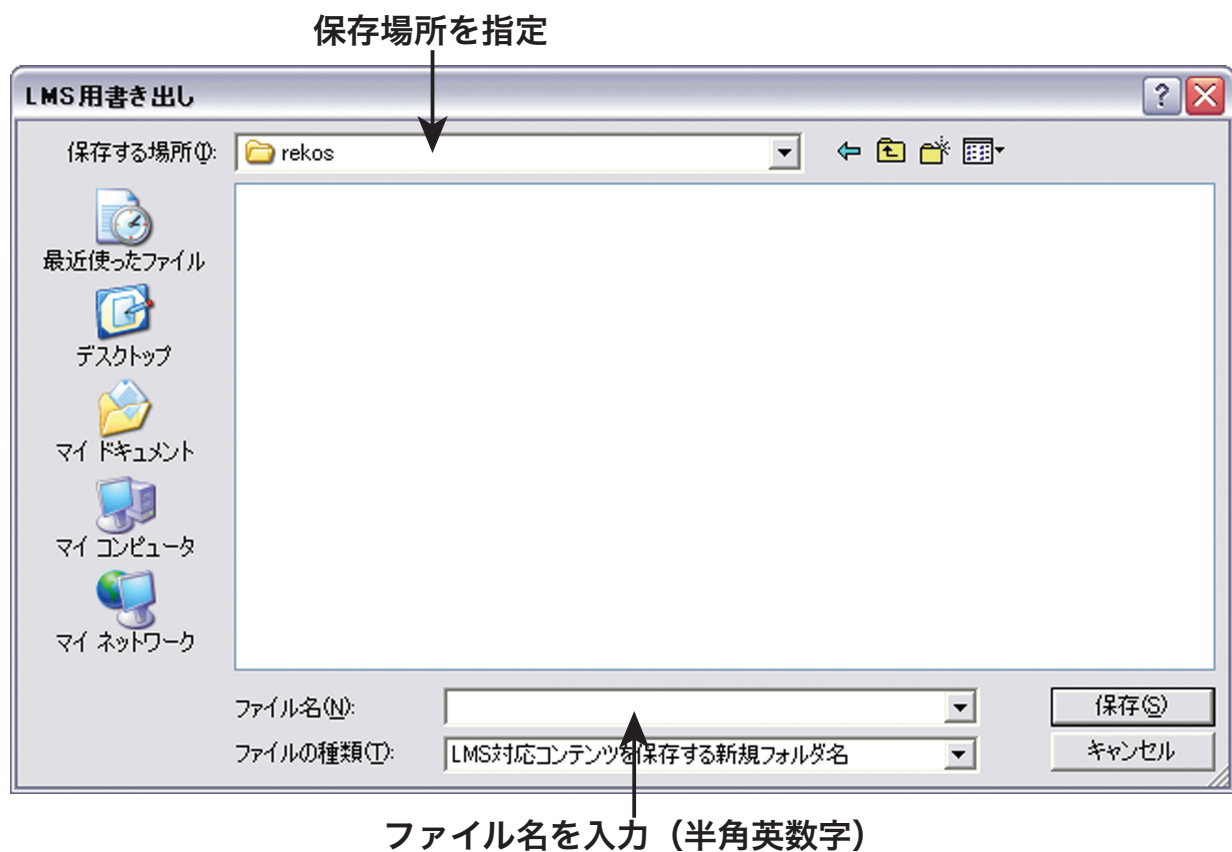 保存場所を指定
LMS用書き出し
保存する場所(I):
rekos
最近使ったファイル
デスクトップ
マイ ドキュメント
マイ コンピュータ
マイ ネットワーク
ファイル名(N):
保存(S)
ファイルの種類(T):
LMS対応コンテンツを保存する新規フォルダ名
キャンセル
ファイル名を入力（半角英数字）